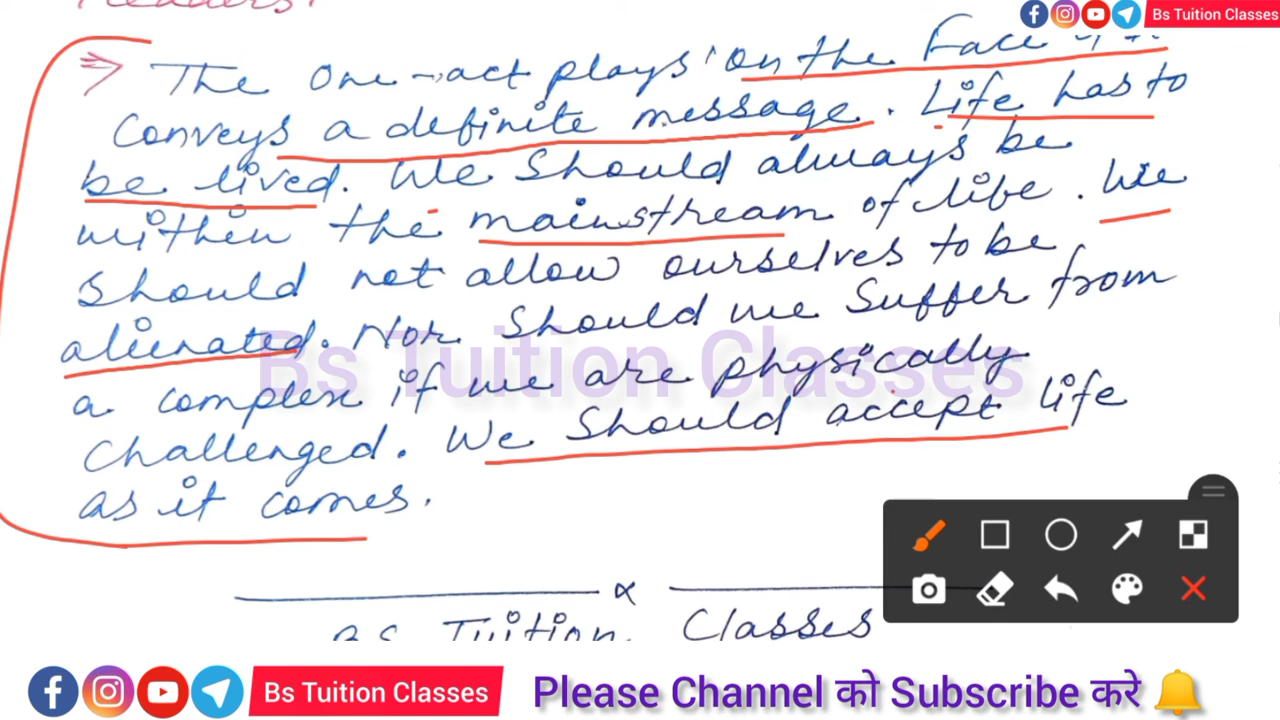 Readers?
Bs Tuition Classes
⇒ The One-act plays 'on the Face of it
Conveys a definite message. Life has to
be lived. We Should always be
within the mainstream of life. We
Should not allow ourselves to be
alienated. Nor Should we Suffer from
a complex if we are physically
Challenged. We Should accept life
as it comes.
Bs Tuition Classes
∝
BS Tuition Classes
Bs Tuition Classes
Please Channel को Subscribe करे